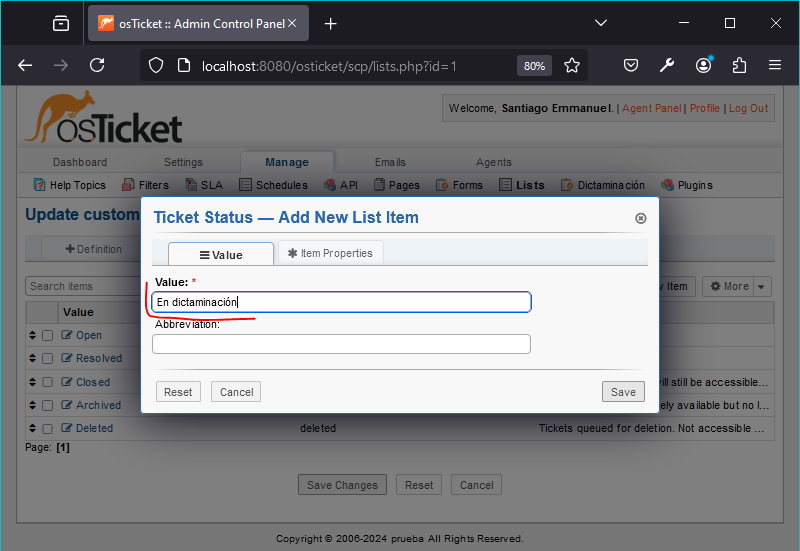 osTicket :: Admin Control Panel
localhost:8080/osticket/scp/lists.php?id=1
80%
osTicket
Welcome, Santiago Emmanuel. | Agent Panel | Profile | Log Out
Dashboard Settings Manage Emails Agents
Help Topics Filters SLA Schedules API Pages Forms Lists Dictaminación Plugins
Update custom
Ticket Status — Add New List Item
Definition
Value
Item Properties
Search items
Item
More
Value: *
En dictaminación
Abbreviation:
Value
Open
Resolved
Closed
will still be accessible...
Archived
ely available but no l...
Deleted deleted Tickets queued for deletion. Not accessible ...
Reset Cancel Save
Page: [1]
Save Changes Reset Cancel
Copyright © 2006-2024 prueba All Rights Reserved.